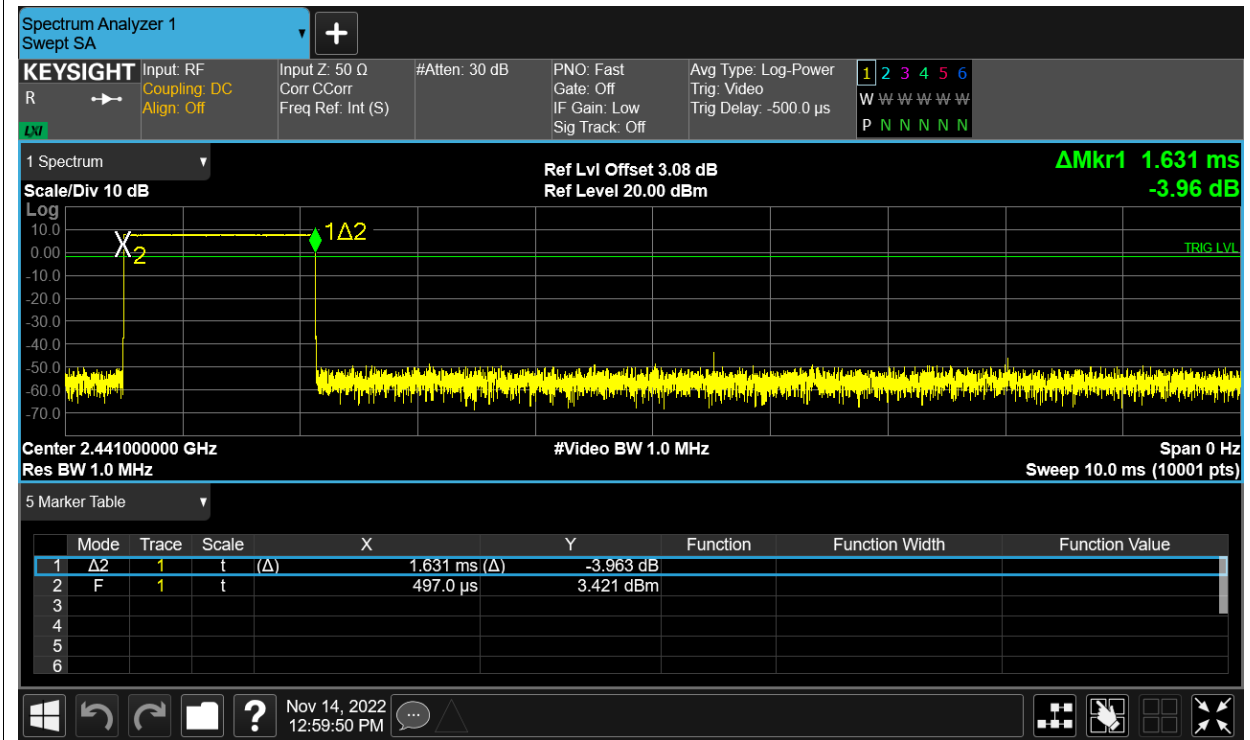 Spectrum Analyzer 1
Swept SA
KEYSIGHT
R
LXI
Input: RF
Coupling: DC
Align: Off
Input Z: 50 Ω
Corr CCorr
Freq Ref: Int (S)
#Atten: 30 dB
PNO: Fast
Gate: Off
IF Gain: Low
Sig Track: Off
Avg Type: Log-Power
Trig: Video
Trig Delay: -500.0 µs
1 2 3 4 5 6
W W W W W W
P N N N N N
1 Spectrum
Scale/Div 10 dB
Ref Lvl Offset 3.08 dB
Ref Level 20.00 dBm
ΔMkr1 1.631 ms
-3.96 dB
Log
10.0
0.00
-10.0
-20.0
-30.0
-40.0
-50.0
-60.0
-70.0
X2
1Δ2
TRIG LVL
Center 2.441000000 GHz
#Video BW 1.0 MHz
Span 0 Hz
Res BW 1.0 MHz
Sweep 10.0 ms (10001 pts)
5 Marker Table
Mode Trace Scale X Y Function Function Width Function Value
1 Δ2 1 t (Δ) 1.631 ms (Δ) -3.963 dB
2 F 1 t 497.0 µs 3.421 dBm
3
4
5
6
?
Nov 14, 2022
12:59:50 PM